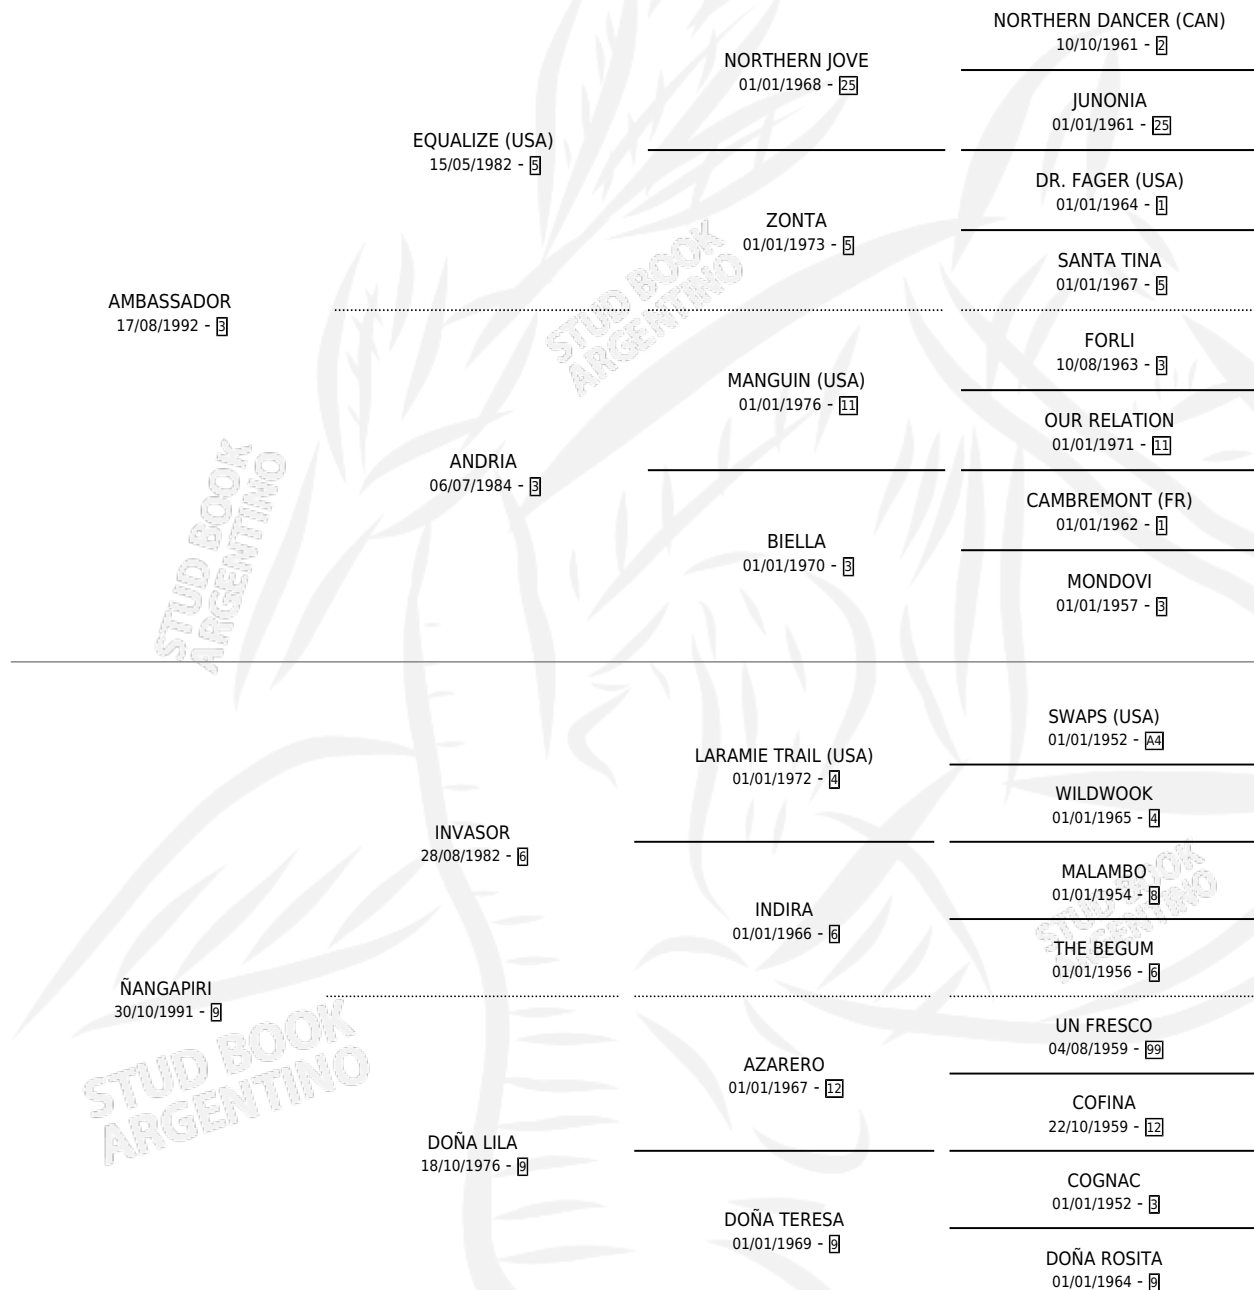 NORTHERN DANCER (CAN)
10/10/1961 - 2
NORTHERN JOVE
01/01/1968 - 25
JUNONIA
01/01/1961 - 25
EQUALIZE (USA)
15/05/1982 - 5
DR. FAGER (USA)
01/01/1964 - 1
ZONTA
01/01/1973 - 5
SANTA TINA
01/01/1967 - 5
AMBASSADOR
17/08/1992 - 3
FORLI
10/08/1963 - 3
MANGUIN (USA)
01/01/1976 - 11
OUR RELATION
01/01/1971 - 11
ANDRIA
06/07/1984 - 3
CAMBREMONT (FR)
01/01/1962 - 1
BIELLA
01/01/1970 - 3
MONDOVI
01/01/1957 - 3
SWAPS (USA)
01/01/1952 - A4
LARAMIE TRAIL (USA)
01/01/1972 - 4
WILDWOOK
01/01/1965 - 4
INVASOR
28/08/1982 - 6
MALAMBO
01/01/1954 - 8
INDIRA
01/01/1966 - 6
THE BEGUM
01/01/1956 - 6
ÑANGAPIRI
30/10/1991 - 9
UN FRESCO
04/08/1959 - 99
AZARERO
01/01/1967 - 12
COFINA
22/10/1959 - 12
DOÑA LILA
18/10/1976 - 9
COGNAC
01/01/1952 - 3
DOÑA TERESA
01/01/1969 - 9
DOÑA ROSITA
01/01/1964 - 9
STUD BOOK
ARGENTINO
STUD BOOK
ARGENTINO
STUD BOOK
ARGENTINO
STUD BOOK
ARGENTINO